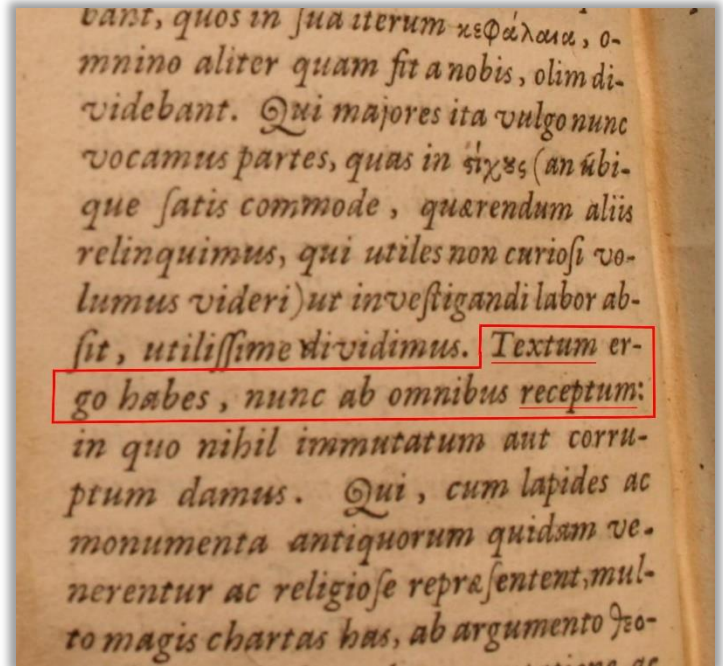 bant, quos in ſua iterum κεφάλαια, o-
mnino aliter quam fit a nobis, olim di-
videbant. Qui majores ita vulgo nunc
vocamus partes, quas in ςίχȣς (an ubi-
que ſatis commode, quærendum aliis
relinquimus, qui utiles non curioſi vo-
lumus videri) ut inveſtigandi labor ab-
ſit, utiliſſime dividimus. Textum er-
go habes, nunc ab omnibus receptum:
in quo nihil immutatum aut corru-
ptum damus. Qui, cum lapides ac
monumenta antiquorum quidam ve-
nerentur ac religioſe repræſentent, mul-
to magis chartas has, ab argumento θεο-